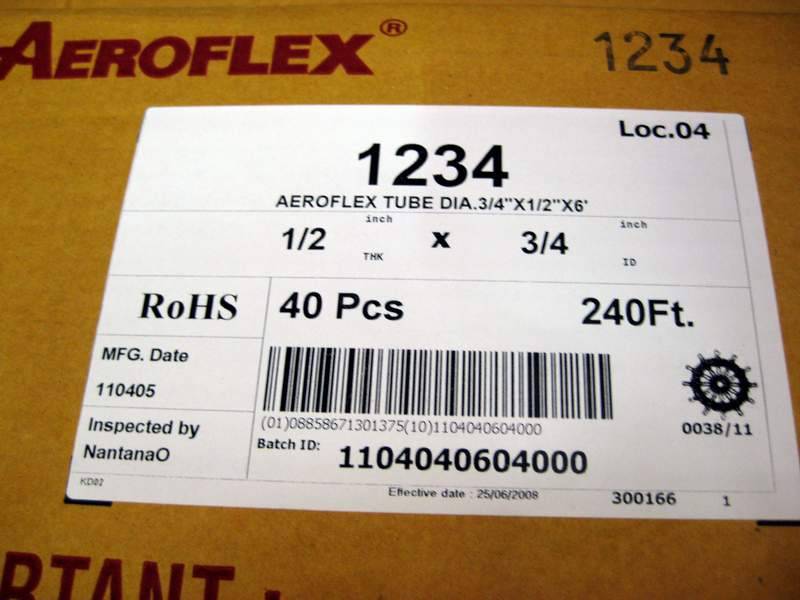 AEROFLEX®
1234
Loc.04
1234
AEROFLEX TUBE DIA.3/4"X1/2"X6'
1/2 inch THK x 3/4 inch ID
RoHS
40 Pcs 240Ft.
MFG. Date
110405
(01)08858671301375(10)1104040604000
0038/11
Inspected by
NantanaO
Batch ID: 1104040604000
KD02
Effective date : 25/06/2008
300166 1
RTANT :